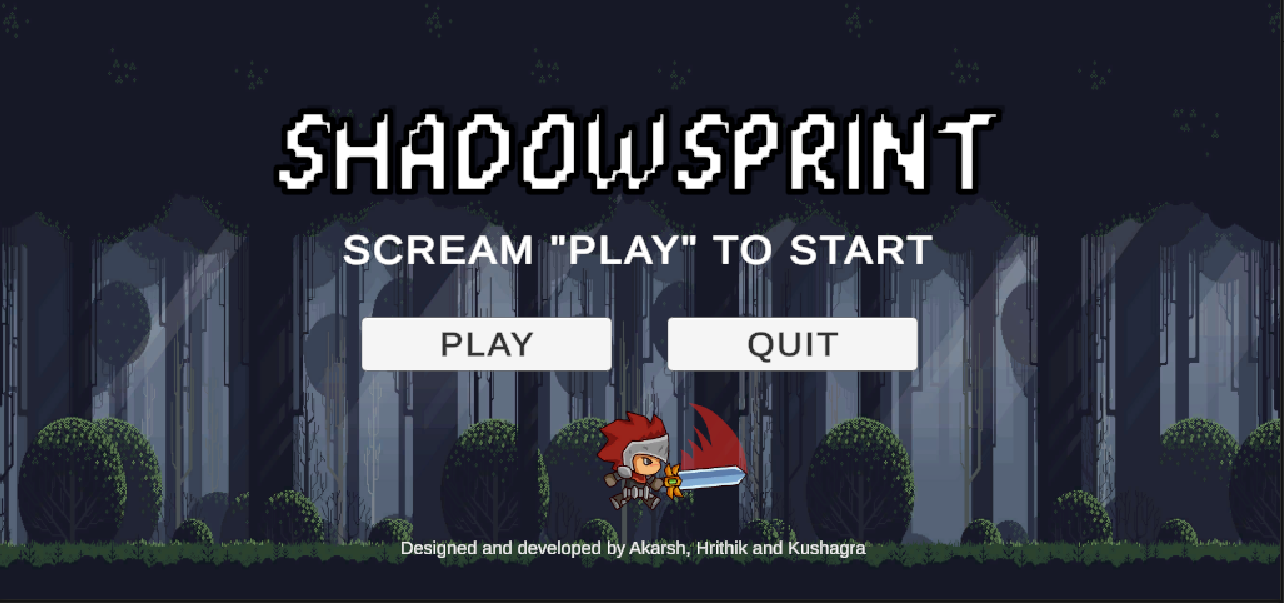 SHADOWSPRINT
SCREAM "PLAY" TO START
PLAY
QUIT
Designed and developed by Akarsh, Hrithik and Kushagra